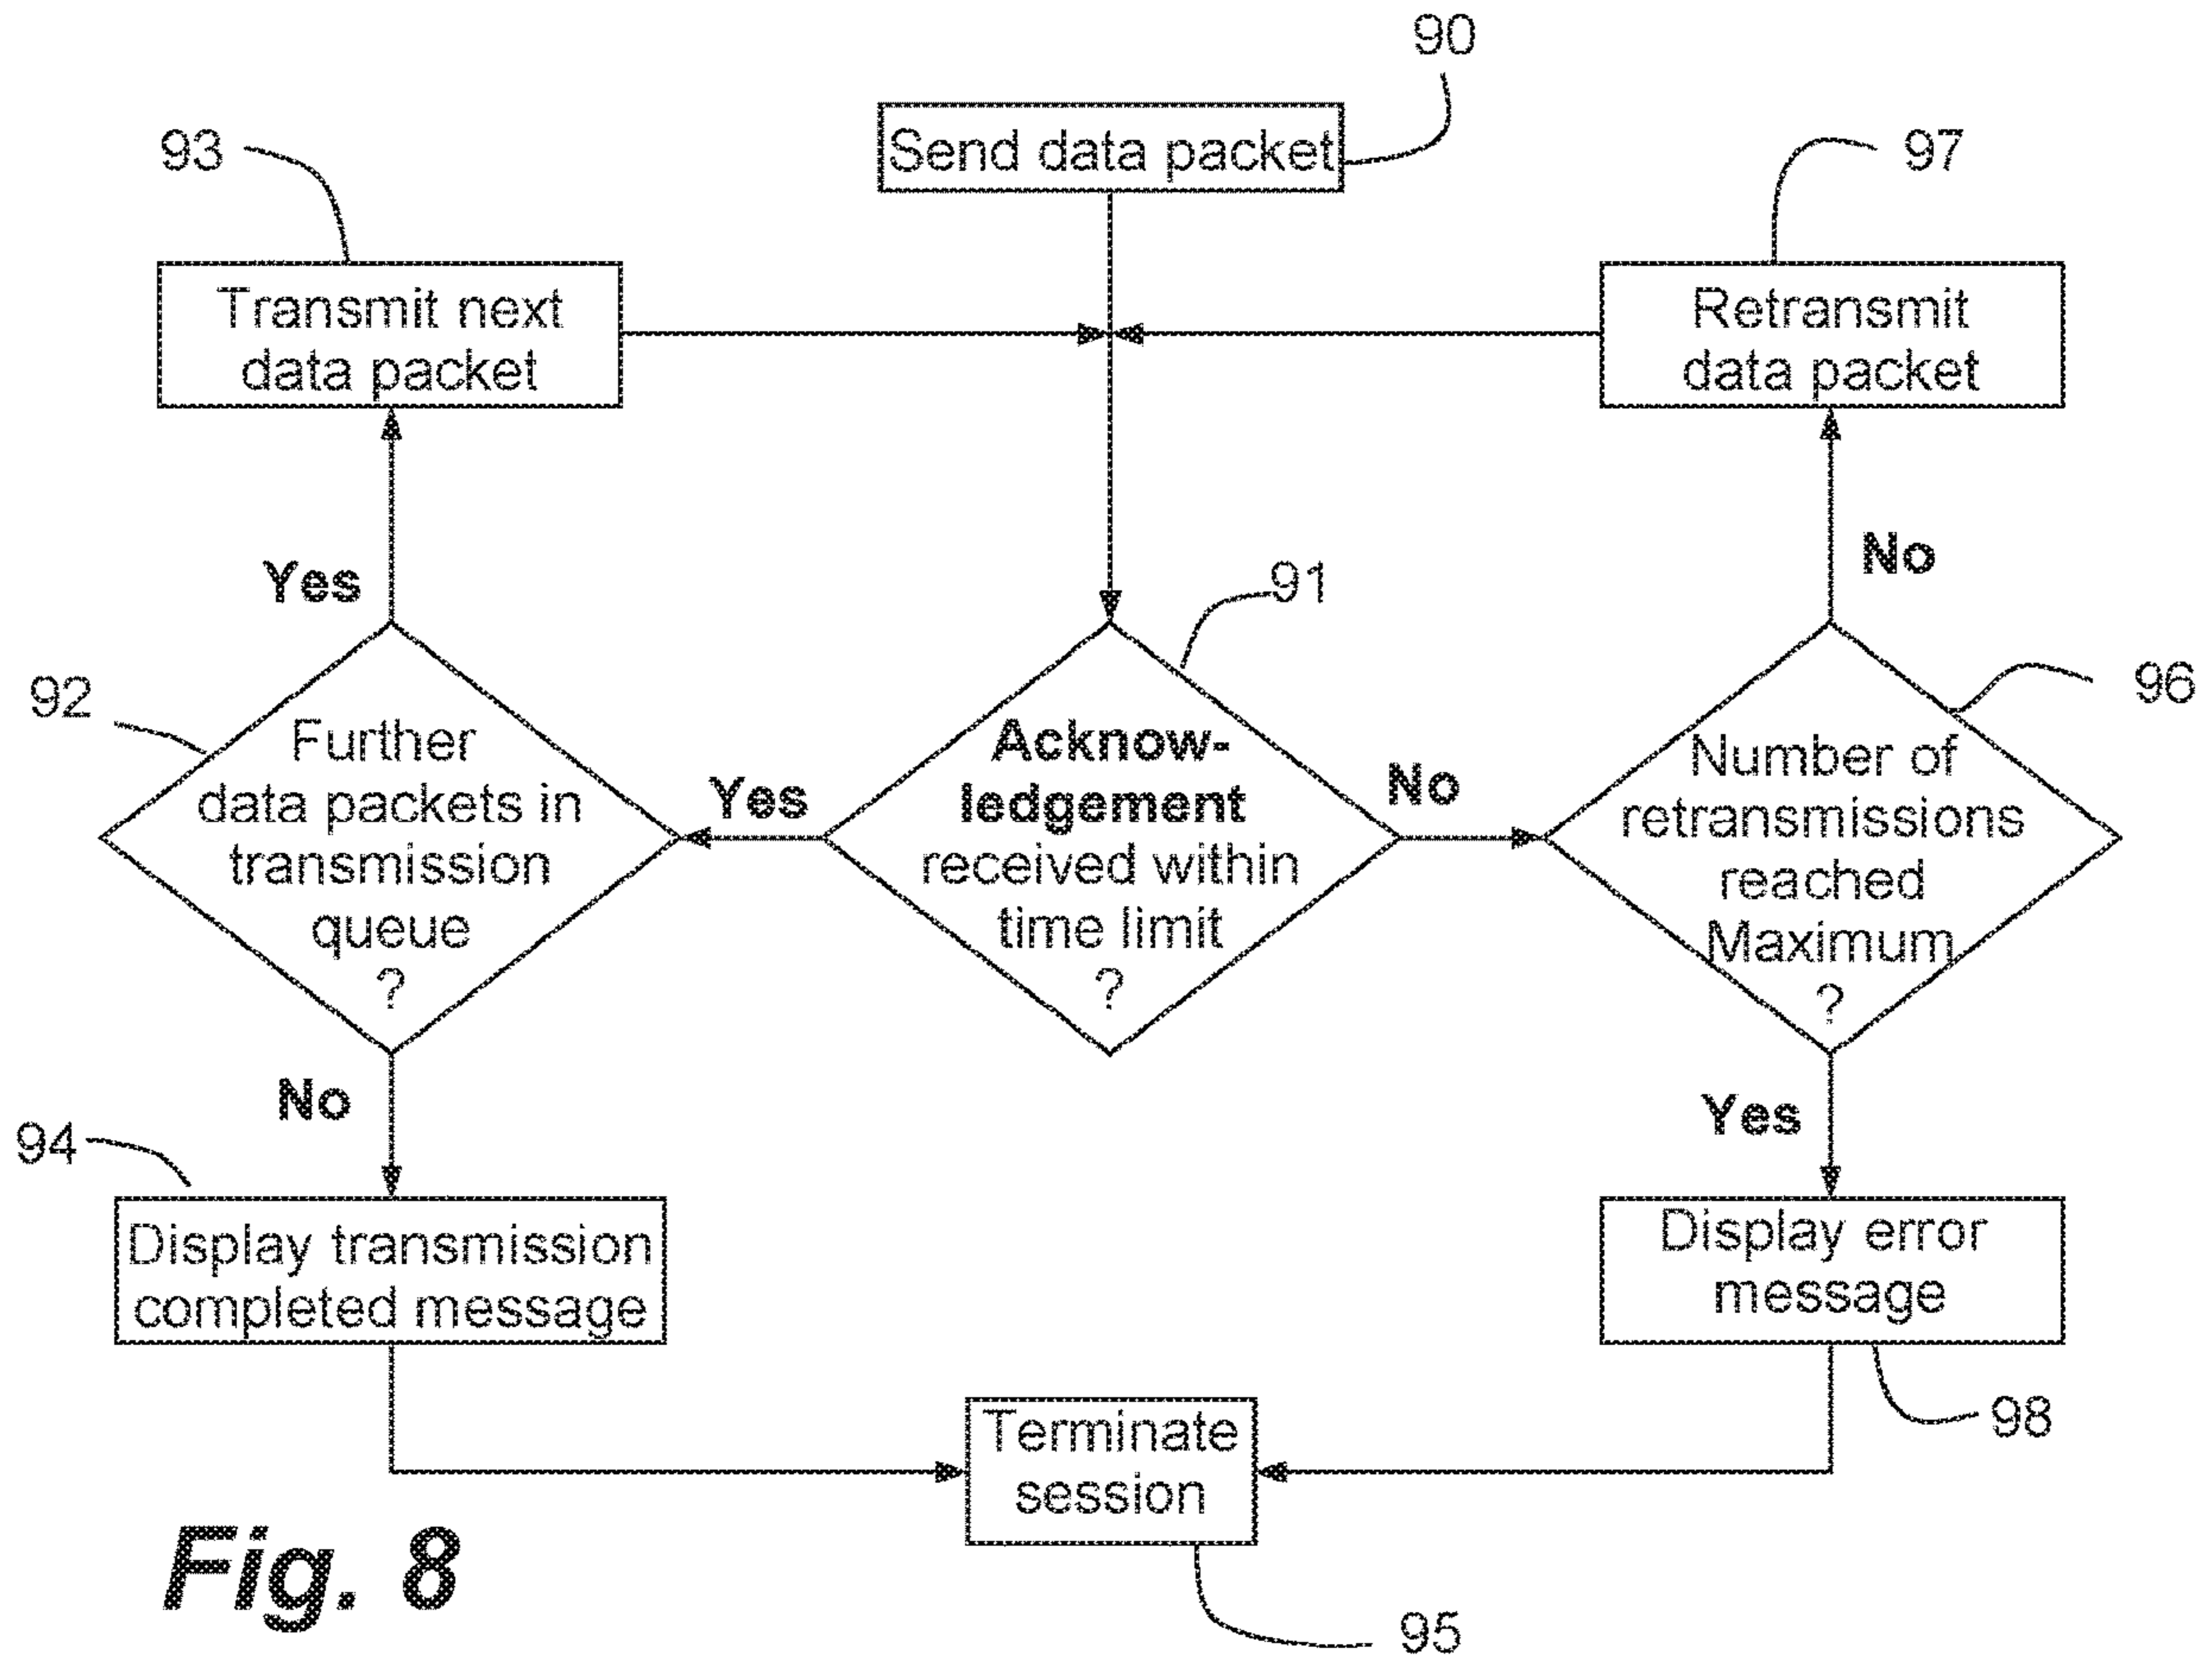 90
Send data packet
93
97
Transmit next
data packet
Retransmit
data packet
Yes
91
No
92
96
Further
data packets in
transmission
queue
?
Yes
Acknow-
ledgement
received within
time limit
?
No
Number of
retransmissions
reached
Maximum
?
No
Yes
94
Display transmission
completed message
Display error
message
Terminate
session
98
Fig. 8
95